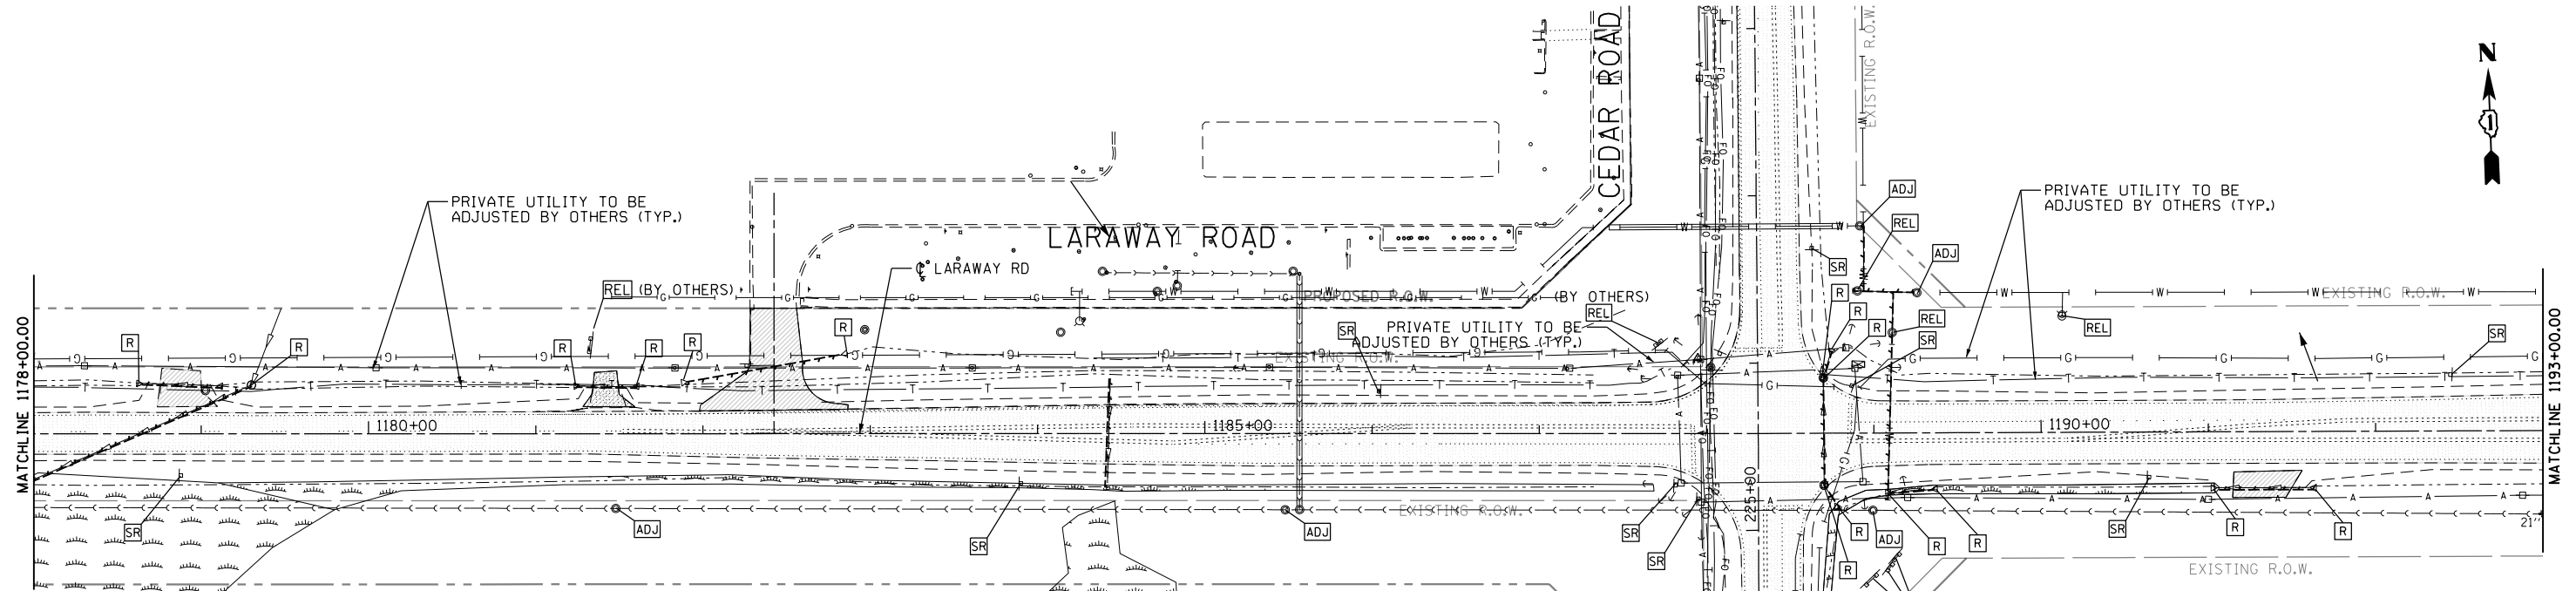 N
CEDAR ROAD
EXISTING R.O.W.
PRIVATE UTILITY TO BE
ADJUSTED BY OTHERS (TYP.)
ADJ
PRIVATE UTILITY TO BE
ADJUSTED BY OTHERS (TYP.)
REL
LARAWAY ROAD
ADJ
℄ LARAWAY RD
SR
REL (BY OTHERS)
PROPOSED R.O.W.
(BY OTHERS)
EXISTING R.O.W.
R
REL
R
REL
REL
R
R
R
SR
PRIVATE UTILITY TO BE
ADJUSTED BY OTHERS (TYP.)
R
SR
SR
R
R
R
R
R
EXISTING R.O.W.
MATCHLINE 1178+00.00
MATCHLINE 1193+00.00
1180+00
1185+00
1190+00
225+00
EXISTING R.O.W.
SR
ADJ
SR
ADJ
SR
SR
R
ADJ
R
R
R
SR
R
R
21"
EXISTING R.O.W.